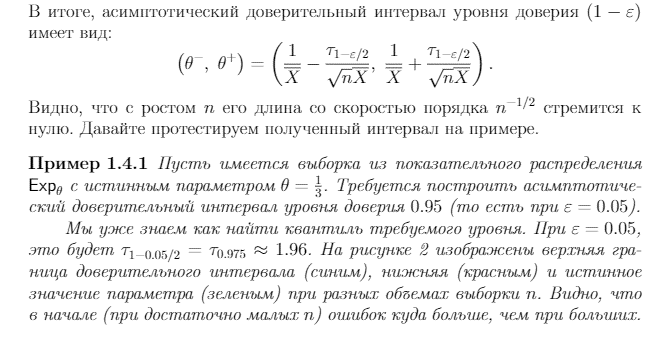 В итоге, асимптотический доверительный интервал уровня доверия (1 − ε)
имеет вид:
(θ⁻, θ⁺) = (1/X̅ − τ₁₋ε/₂/(√n X̅), 1/X̅ + τ₁₋ε/₂/(√n X̅)).
Видно, что с ростом n его длина со скоростью порядка n^{−1/2} стремится к
нулю. Давайте протестируем полученный интервал на примере.
Пример 1.4.1 Пусть имеется выборка из показательного распределения
Exp_θ с истинным параметром θ = 1/3. Требуется построить асимптотиче-
ский доверительный интервал уровня доверия 0.95 (то есть при ε = 0.05).
Мы уже знаем как найти квантиль требуемого уровня. При ε = 0.05,
это будет τ_{1−0.05/2} = τ_{0.975} ≈ 1.96. На рисунке 2 изображены верхняя гра-
ница доверительного интервала (синим), нижняя (красным) и истинное
значение параметра (зеленым) при разных объемах выборки n. Видно, что
в начале (при достаточно малых n) ошибок куда больше, чем при больших.